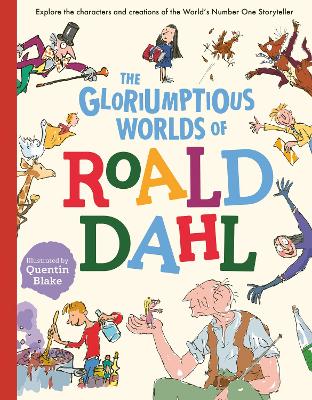 Explore the characters and creations of the World's Number One Storyteller
THE
GLORIUMPTIOUS
WORLDS OF
ROALD
DAHL
Illustrated by
Quentin
Blake